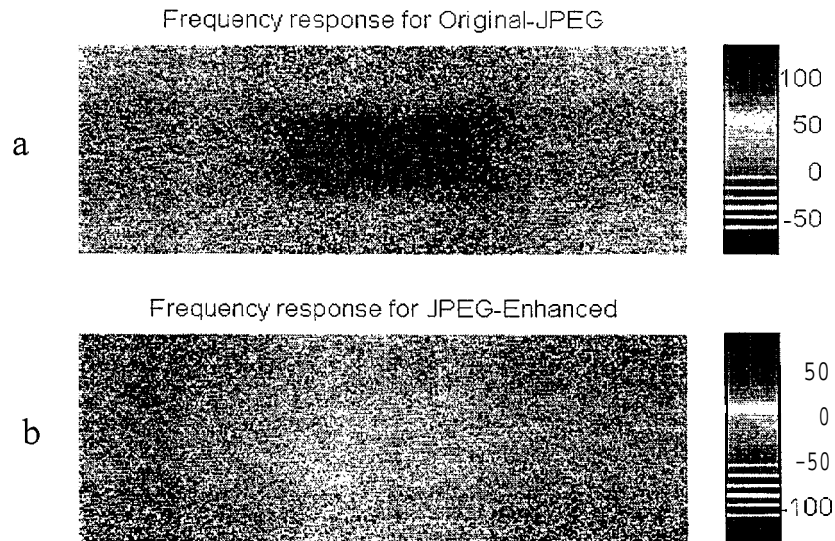 Frequency response for Original-JPEG
a
100
50
0
-50
Frequency response for JPEG-Enhanced
b
50
0
-50
-100